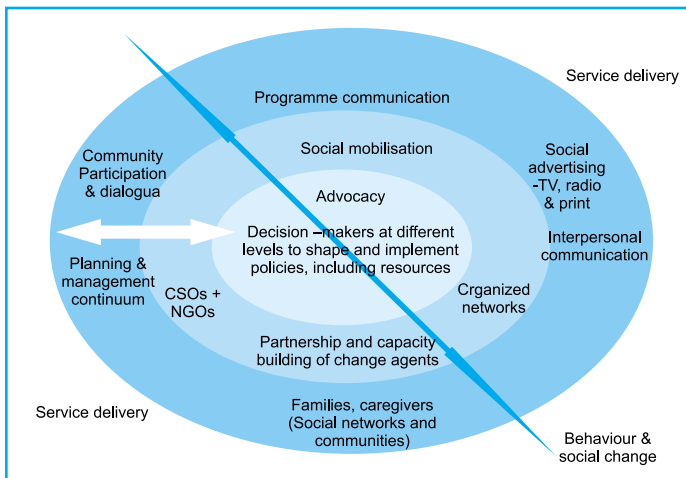 Service delivery
Programme communication
Social mobilisation
Community
Participation
& dialogua
Social
advertising
-TV, radio
& print
Advocacy
Decision –makers at different
levels to shape and implement
policies, including resources
Interpersonal
communication
Planning &
management
continuum
CSOs +
NGOs
Crganized
networks
Partnership and capacity
building of change agents
Families, caregivers
(Social networks and
communities)
Service delivery
Behaviour &
social change